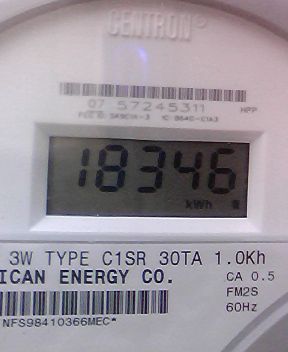 CENTRON®
07 57245311
HPP
18346
kWh
3W TYPE C1SR 30TA 1.0Kh
ICAN ENERGY CO.
CA 0.5
FM2S
60Hz
NFS98410366MEC*